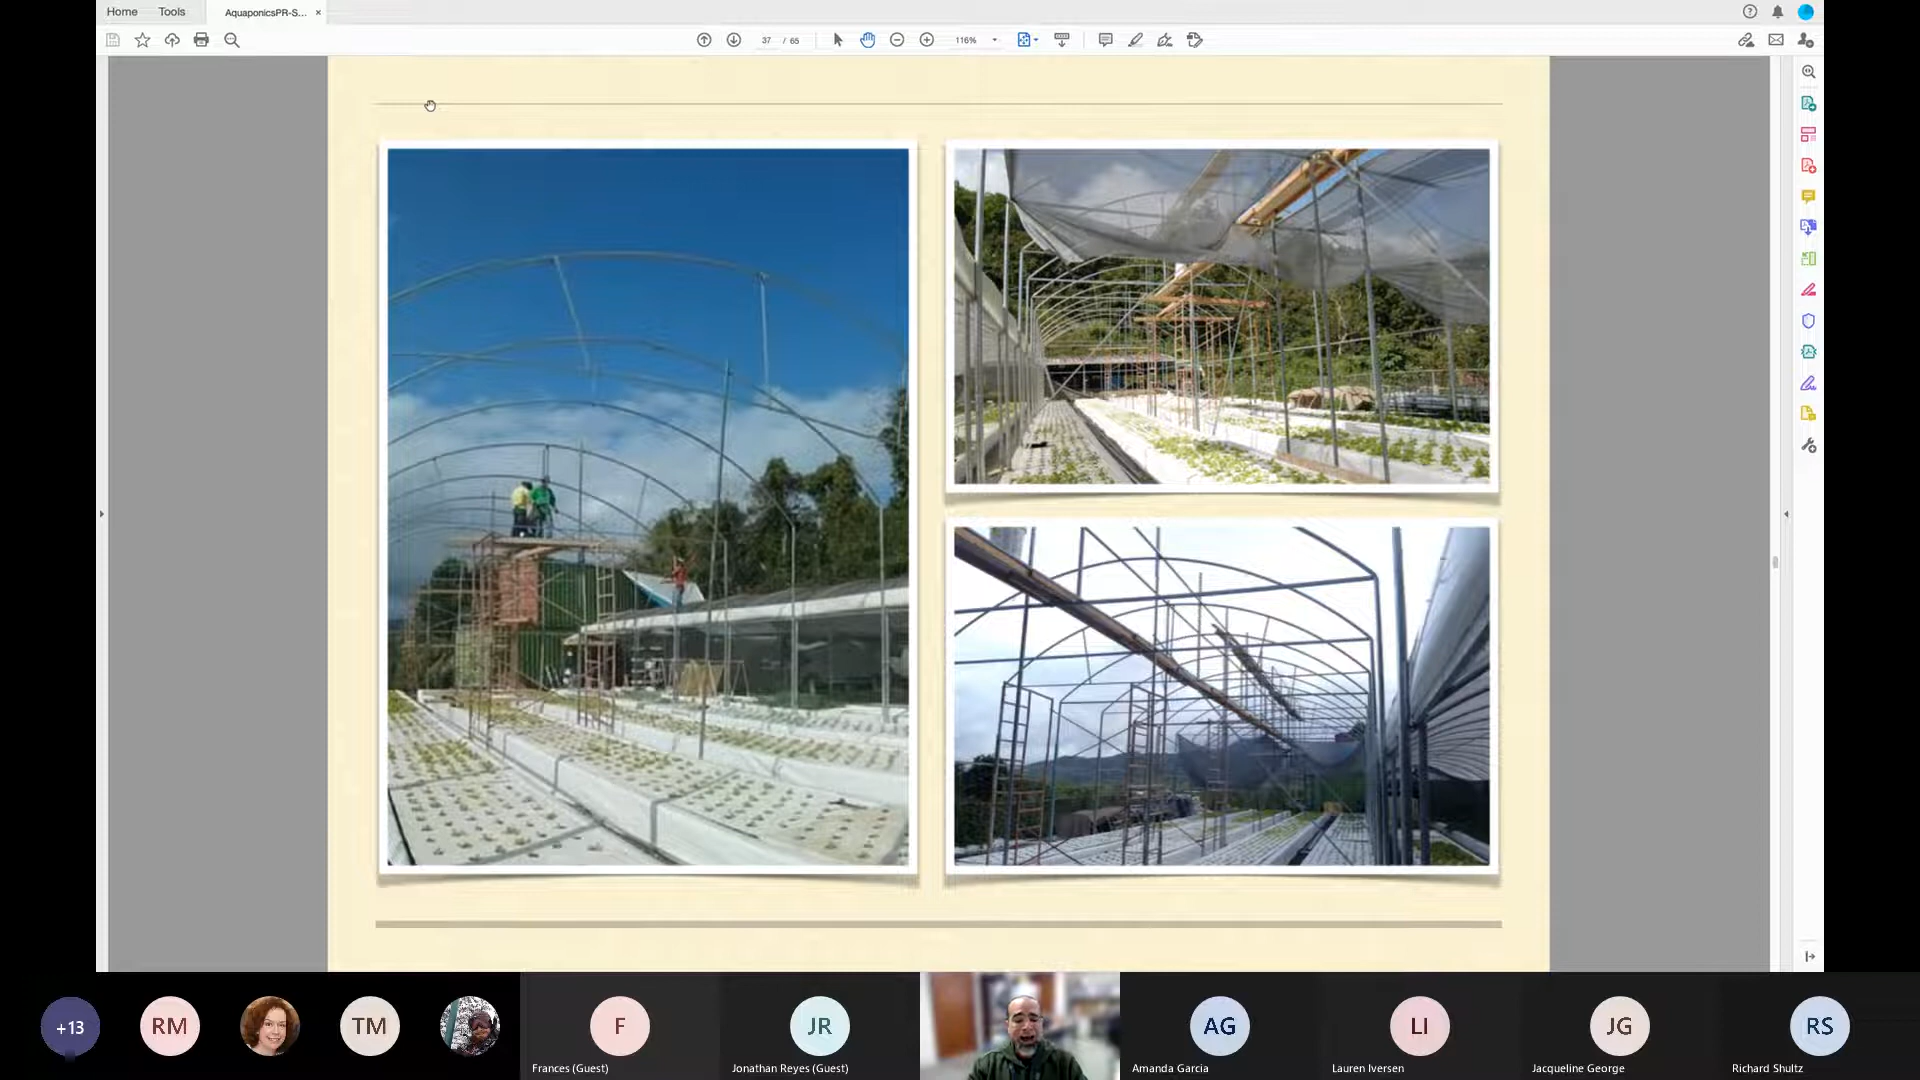 Home Tools AquaponicsPR-S... ×
37 / 65 116%
+13 RM TM F JR AG LI JG RS
Frances (Guest) Jonathan Reyes (Guest) Amanda Garcia Lauren Iversen Jacqueline George Richard Shultz